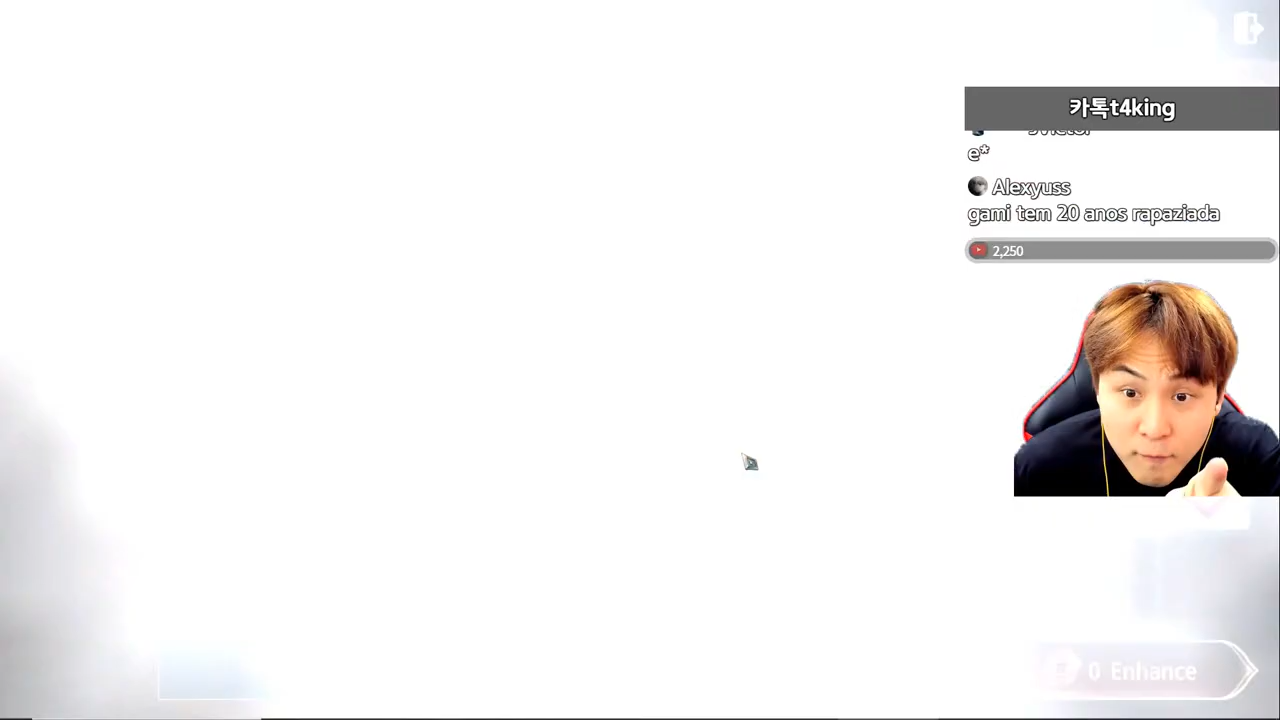 카톡t4king
e*
Alexyuss
gami tem 20 anos rapaziada
2,250
0 Enhance